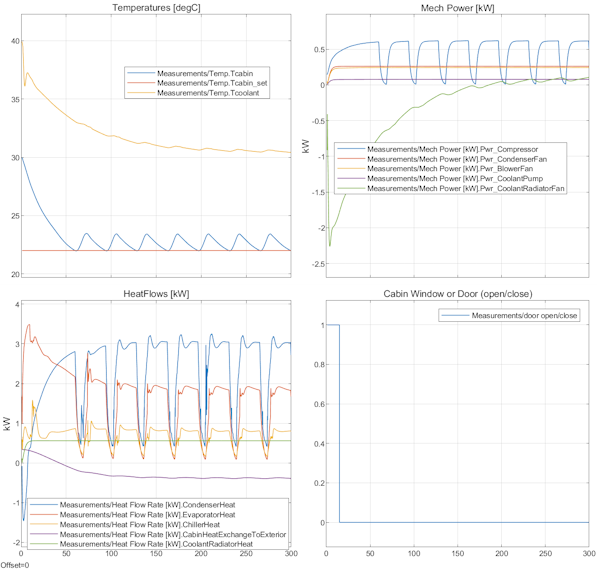 Temperatures [degC]
40
35
30
25
20
Measurements/Temp.Tcabin
Measurements/Temp.Tcabin_set
Measurements/Temp.Tcoolant
Mech Power [kW]
0.5
0
-0.5
-1
-1.5
-2
-2.5
kW
Measurements/Mech Power [kW].Pwr_Compressor
Measurements/Mech Power [kW].Pwr_CondenserFan
Measurements/Mech Power [kW].Pwr_BlowerFan
Measurements/Mech Power [kW].Pwr_CoolantPump
Measurements/Mech Power [kW].Pwr_CoolantRadiatorFan
HeatFlows [kW]
4
3
2
1
0
-1
kW
Measurements/Heat Flow Rate [kW].CondenserHeat
Measurements/Heat Flow Rate [kW].EvaporatorHeat
Measurements/Heat Flow Rate [kW].ChillerHeat
Measurements/Heat Flow Rate [kW].CabinHeatExchangeToExterior
Measurements/Heat Flow Rate [kW].CoolantRadiatorHeat
0 50 100 150 200 250 300
Offset=0
Cabin Window or Door (open/close)
1
0.8
0.6
0.4
0.2
0
Measurements/door open/close
0 50 100 150 200 250 300